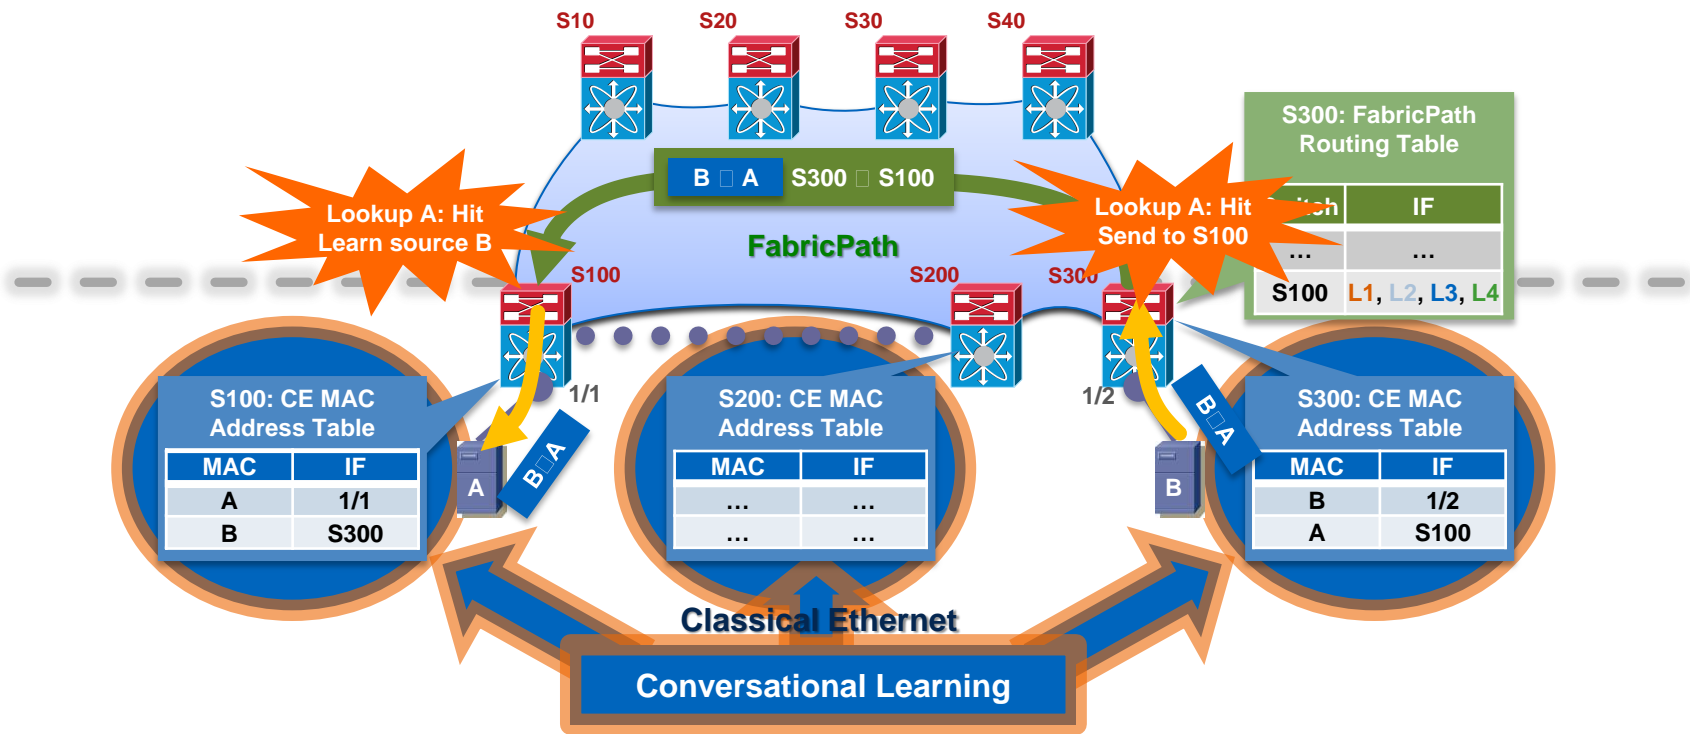 S10
S20
S30
S40
S300: FabricPath
Routing Table
B □ A S300 □ S100
Lookup A: Hit
Learn source B
Lookup A: Hit
Send to S100
IF
… …
S100 L1, L2, L3, L4
FabricPath
S100
S200
S300
1/1
1/2
S100: CE MAC
Address Table
MAC IF
A 1/1
B S300
B□A
A
S200: CE MAC
Address Table
MAC IF
… …
… …
B□A
B
S300: CE MAC
Address Table
MAC IF
B 1/2
A S100
Classical Ethernet
Conversational Learning